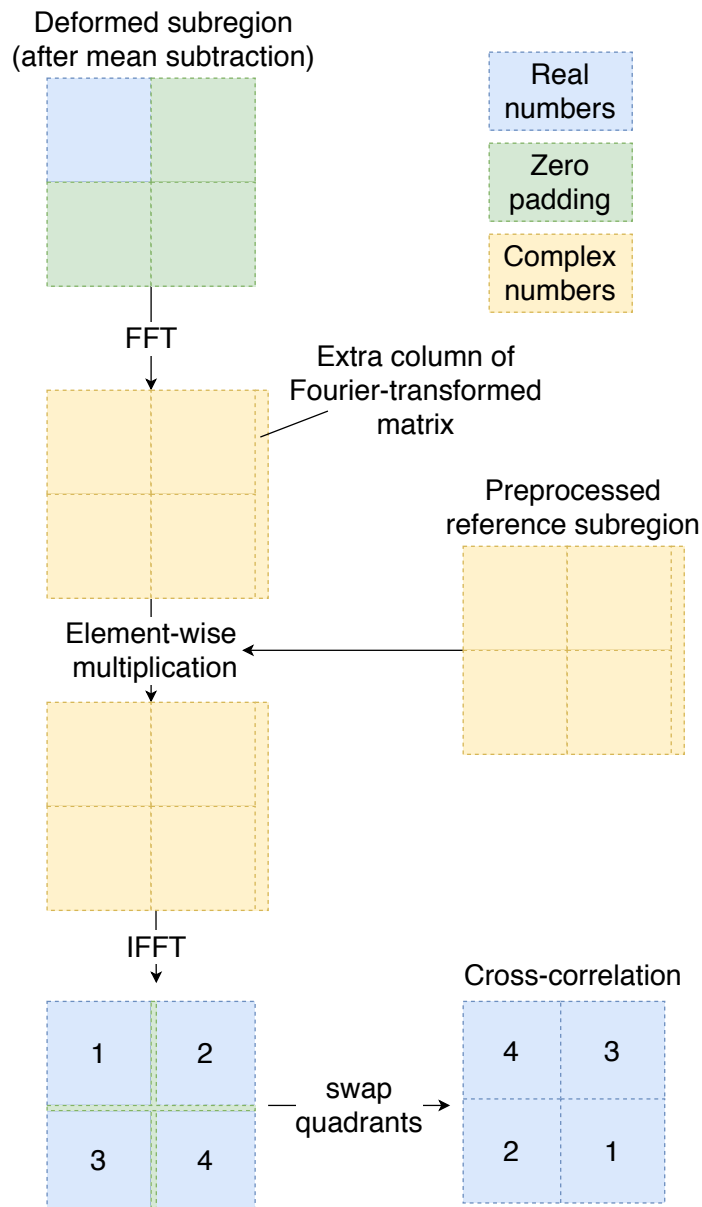 Deformed subregion
(after mean subtraction)
Real
numbers
Zero
padding
Complex
numbers
FFT
Extra column of
Fourier-transformed
matrix
Preprocessed
reference subregion
Element-wise
multiplication
IFFT
Cross-correlation
1
2
3
4
swap
quadrants
4
3
2
1